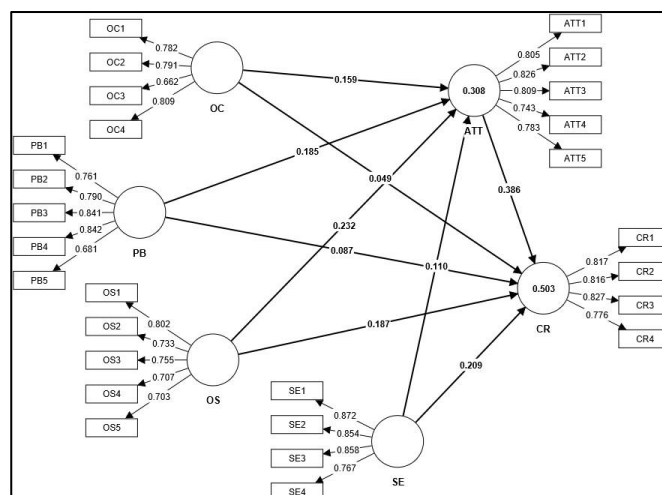 OC1
OC2
OC3
OC4
0.782
0.791
0.662
0.809
OC
PB1
PB2
PB3
PB4
PB5
0.761
0.790
0.841
0.842
0.681
PB
OS1
OS2
OS3
OS4
OS5
0.802
0.733
0.755
0.707
0.703
OS
SE1
SE2
SE3
SE4
0.872
0.854
0.858
0.767
SE
0.159
0.185
0.049
0.232
0.087
0.110
0.187
0.209
0.386
0.308
ATT
0.805
0.826
0.809
0.743
0.783
ATT1
ATT2
ATT3
ATT4
ATT5
0.503
CR
0.817
0.816
0.827
0.776
CR1
CR2
CR3
CR4